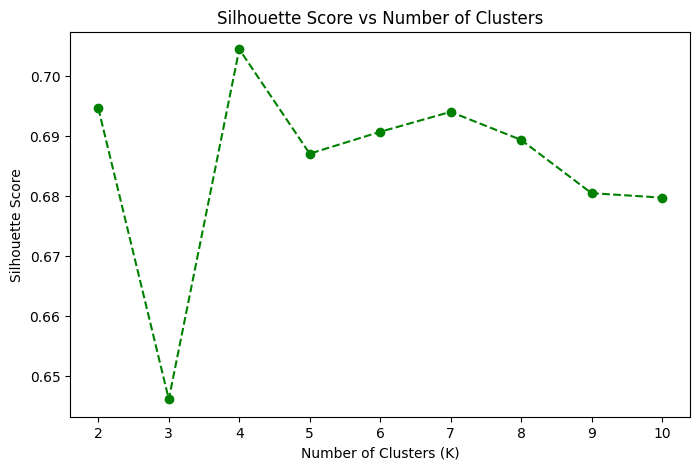 Silhouette Score vs Number of Clusters
Silhouette Score
0.70
0.69
0.68
0.67
0.66
0.65
2 3 4 5 6 7 8 9 10
Number of Clusters (K)